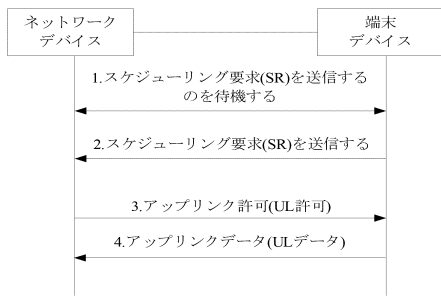 ネットワーク
デバイス
端末
デバイス
1.スケジューリング要求(SR)を送信する
のを待機する
2.スケジューリング要求(SR)を送信する
3.アップリンク許可(UL許可)
4.アップリンクデータ(ULデータ)